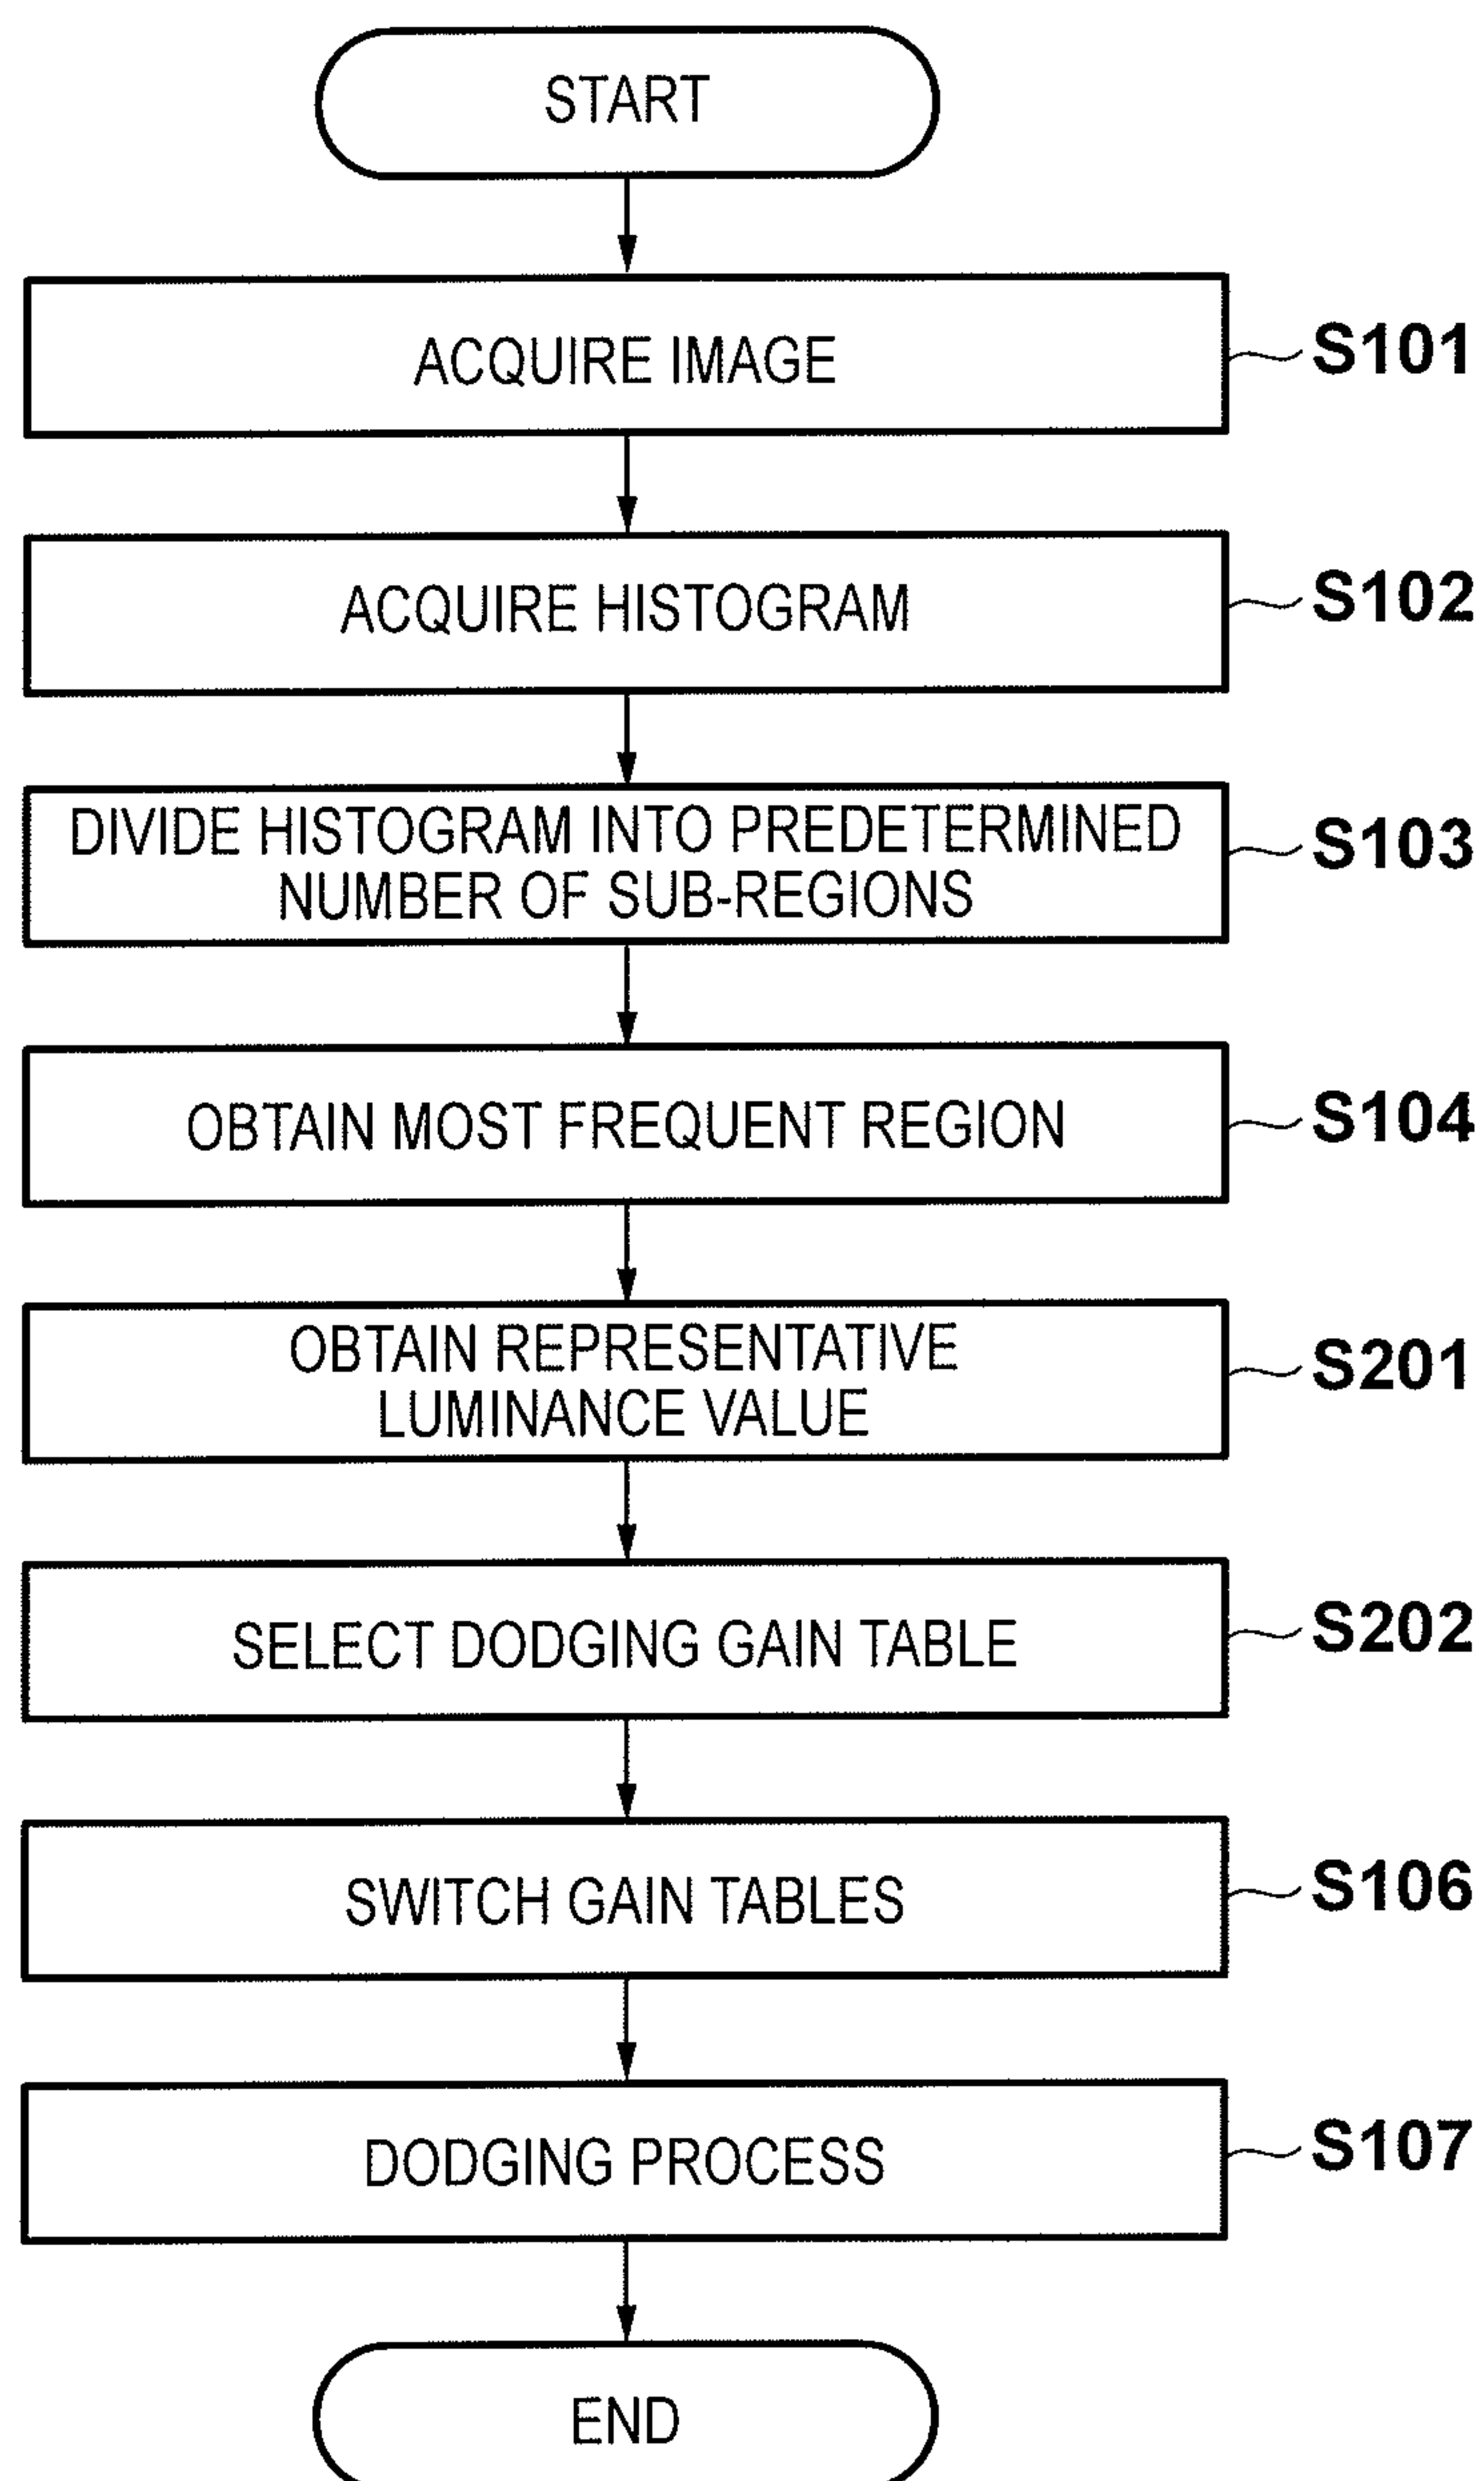 START
ACQUIRE IMAGE
S101
ACQUIRE HISTOGRAM
S102
DIVIDE HISTOGRAM INTO PREDETERMINED
NUMBER OF SUB-REGIONS
S103
OBTAIN MOST FREQUENT REGION
S104
OBTAIN REPRESENTATIVE
LUMINANCE VALUE
S201
SELECT DODGING GAIN TABLE
S202
SWITCH GAIN TABLES
S106
DODGING PROCESS
S107
END